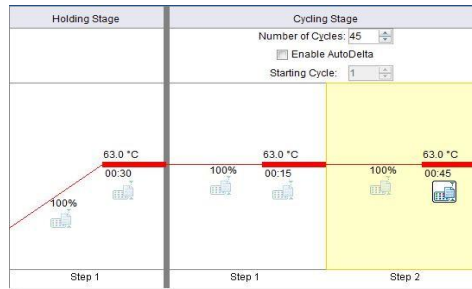 Holding Stage
Cycling Stage
Number of Cycles: 45
Enable AutoDelta
Starting Cycle: 1
63.0 °C
63.0 °C
63.0 °C
00:30
00:15
00:45
100%
100%
100%
Step 1
Step 1
Step 2